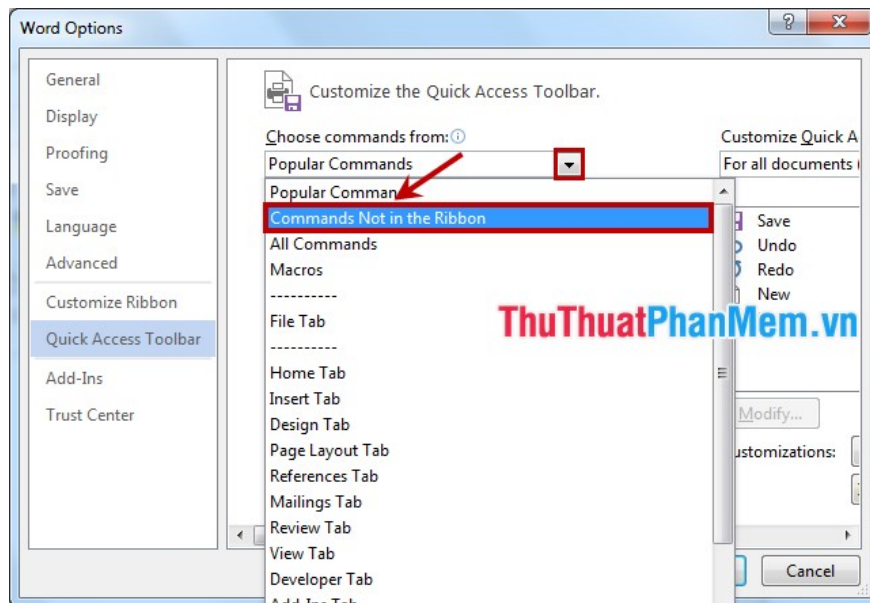 Word Options
General
Display
Proofing
Save
Language
Advanced
Customize Ribbon
Quick Access Toolbar
Add-Ins
Trust Center
Customize the Quick Access Toolbar.
Choose commands from:
Popular Commands
Popular Comman
Commands Not in the Ribbon
All Commands
Macros
----------
File Tab
----------
Home Tab
Insert Tab
Design Tab
Page Layout Tab
References Tab
Mailings Tab
Review Tab
View Tab
Developer Tab
Add-Ins Tab
Customize Quick A
For all documents (
Save
Undo
Redo
New
ThuThuatPhanMem.vn
Modify...
ustomizations:
Cancel